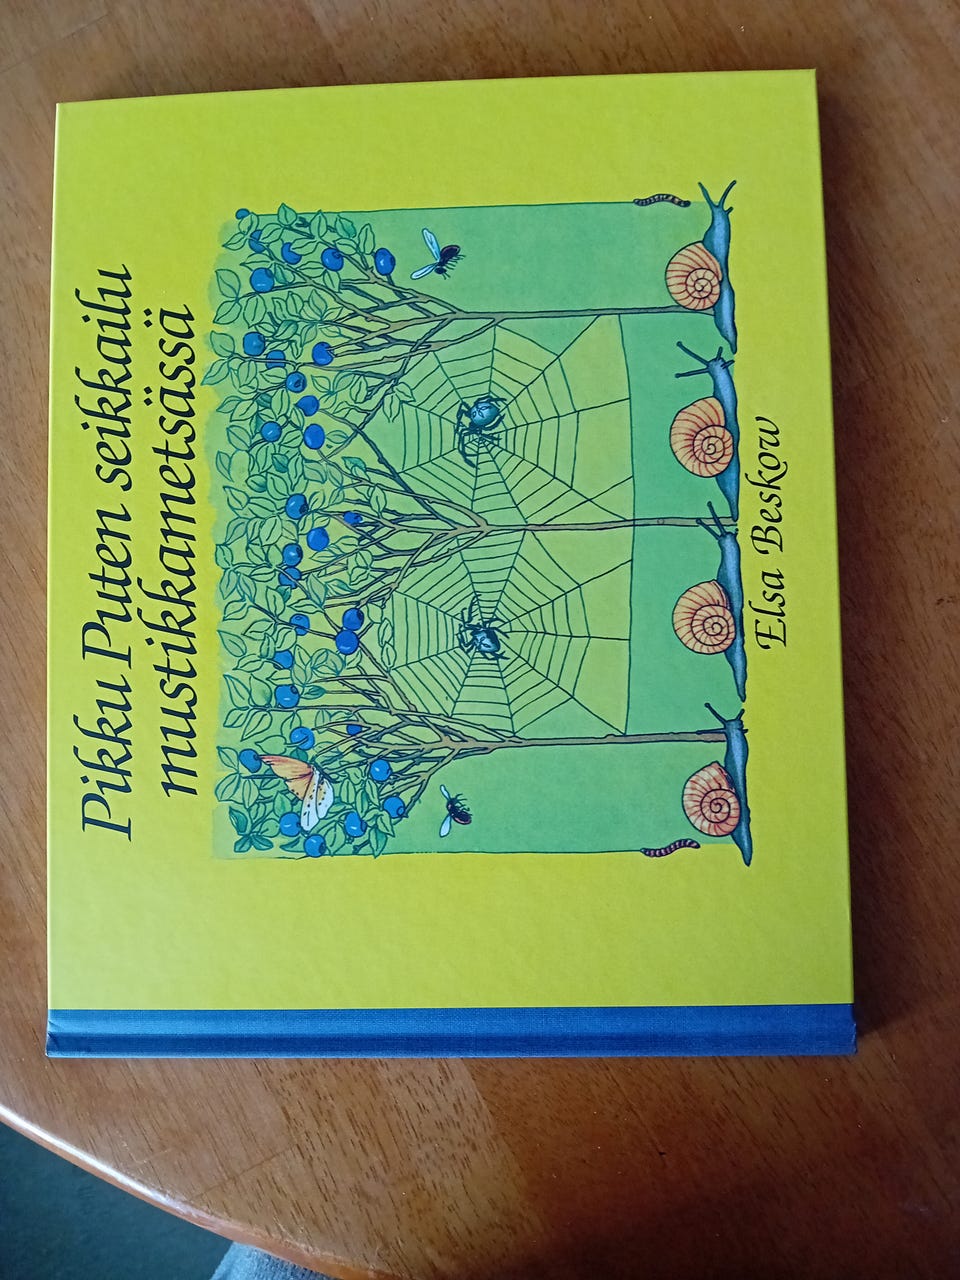 Pikku Puten seikkailu
mustikkametsässä
Elsa Beskow